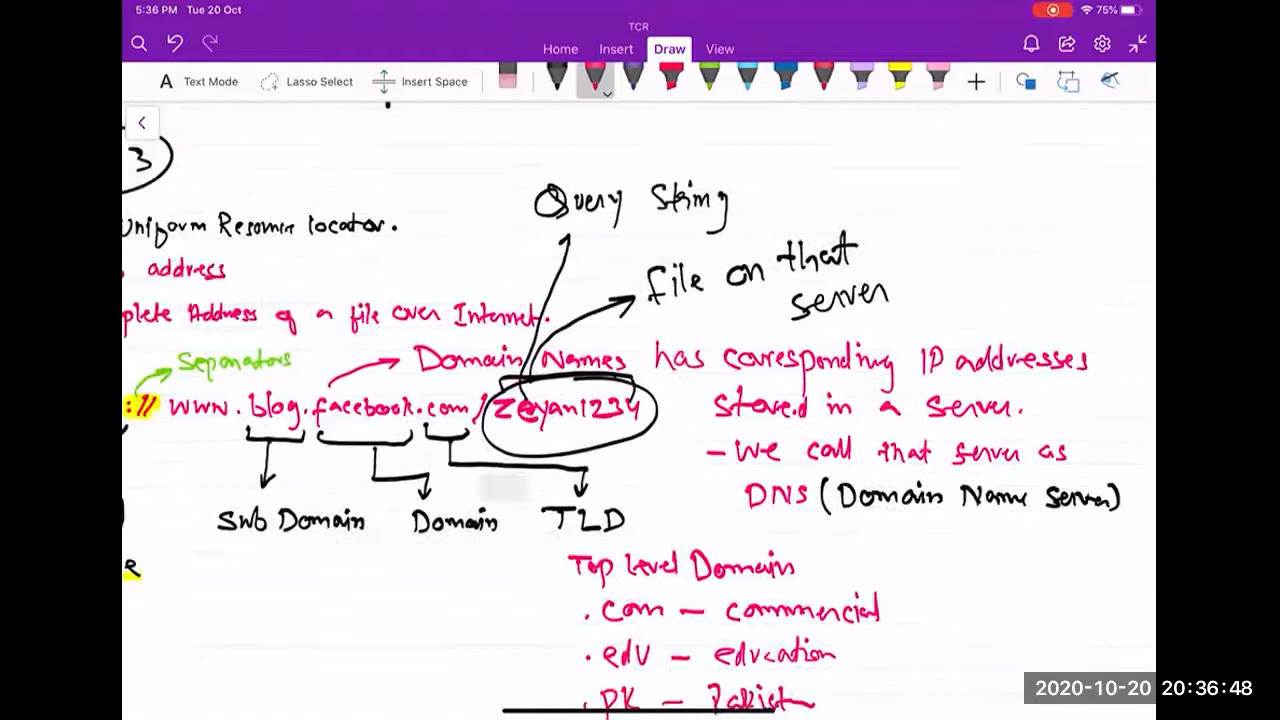 5:36 PM Tue 20 Oct
75%
TCR
Home Insert Draw View
A Text Mode Lasso Select Insert Space
3
Query String
Uniform Resource locator.
file on that
server
address
plete Address of a file over Internet.
Separators
Domain Names has corresponding IP addresses
:// www.blog.facebook.com/zeyan1234 stored in a server.
- We call that server as
DNS (Domain Name Server)
Sub Domain Domain TLD
Top Level Domain
.com - commercial
.edu - education
.PK - Pakist
2020-10-20 20:36:48